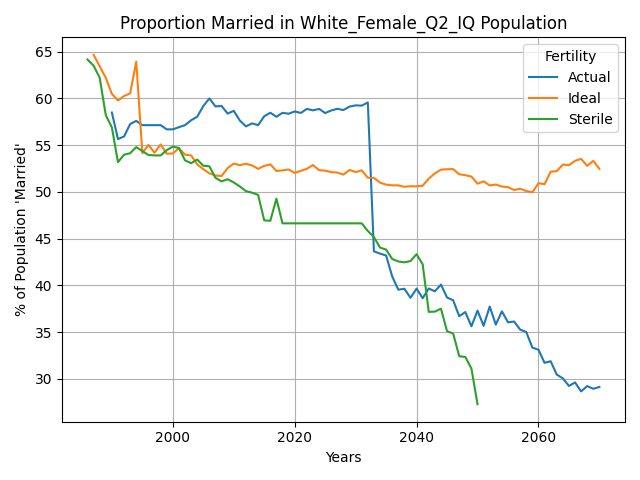 Proportion Married in White_Female_Q2_IQ Population
% of Population 'Married'
65
60
55
50
45
40
35
30
Fertility
Actual
Ideal
Sterile
2000 2020 2040 2060
Years